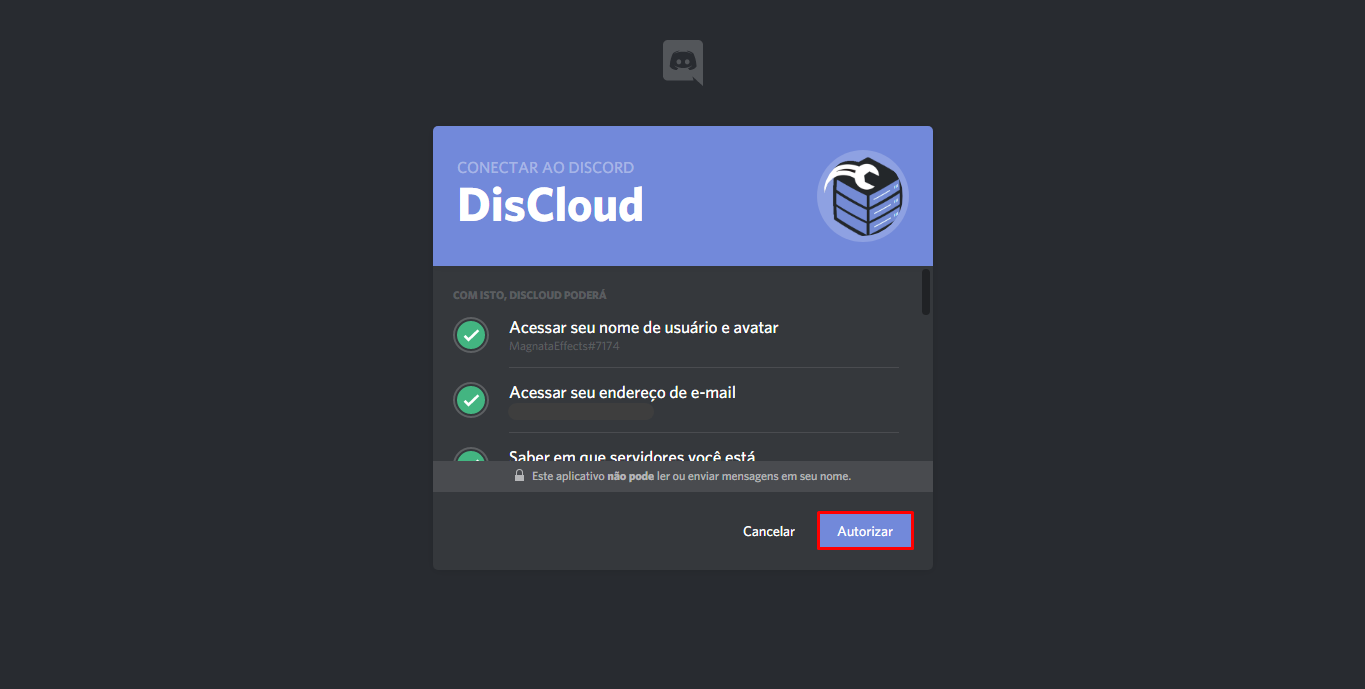 CONECTAR AO DISCORD
DisCloud
COM ISTO, DISCLOUD PODERÁ
Acessar seu nome de usuário e avatar
MagnataEffects#7174
Acessar seu endereço de e-mail
Saber em que servidores você está
Este aplicativo não pode ler ou enviar mensagens em seu nome.
Cancelar
Autorizar